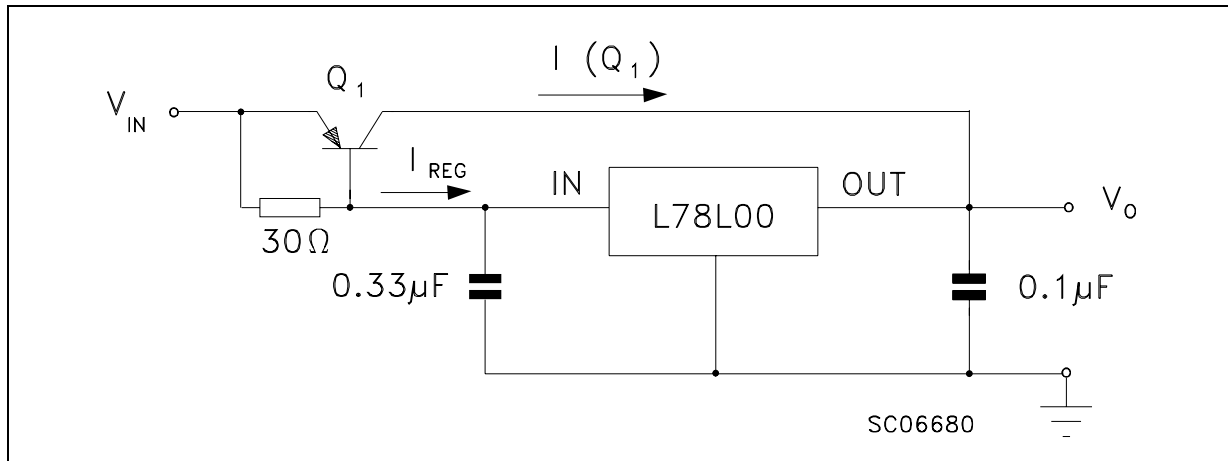 I (Q1)
Q1
VIN
IREG
IN
L78L00
OUT
VO
30Ω
0.33µF
0.1µF
SC06680